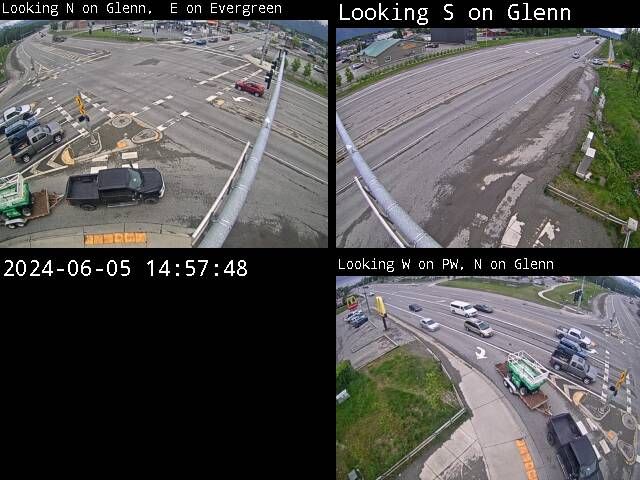 Looking N on Glenn,  E on Evergreen
Looking S on Glenn
2024-06-05 14:57:48
Looking W on PW, N on Glenn